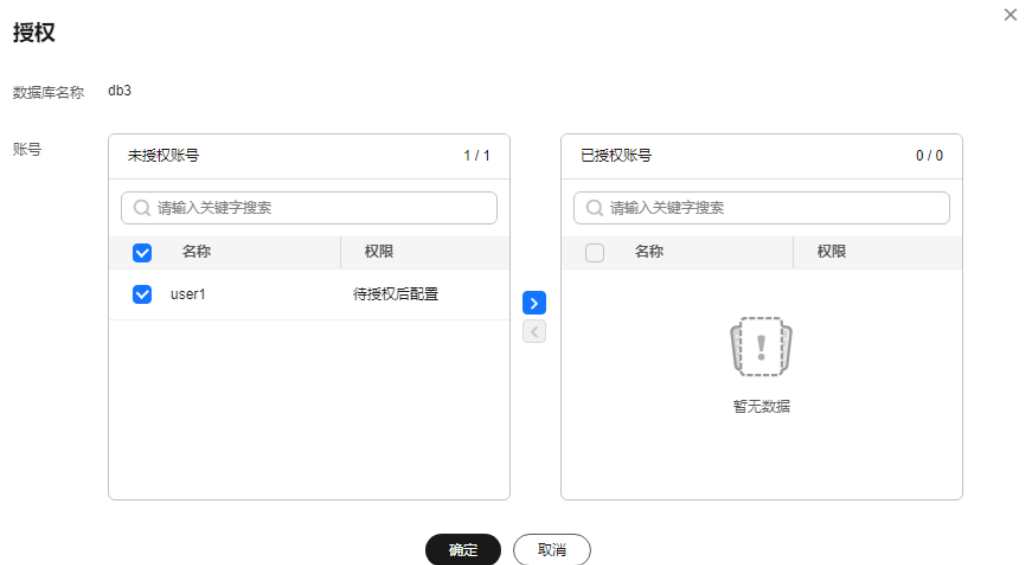 授权
数据库名称 db3
账号
未授权账号 1 / 1
请输入关键字搜索
名称 权限
user1 待授权后配置
已授权账号 0 / 0
请输入关键字搜索
名称 权限
暂无数据
确定 取消